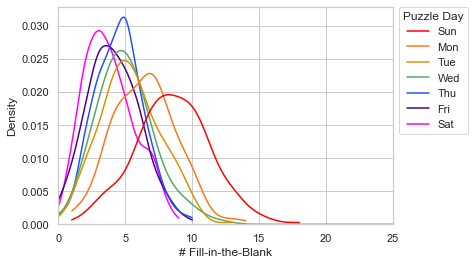 Puzzle Day
Sun
Mon
Tue
Wed
Thu
Fri
Sat
0.030
0.025
0.020
0.015
0.010
0.005
0.000
Density
0 5 10 15 20 25
# Fill-in-the-Blank